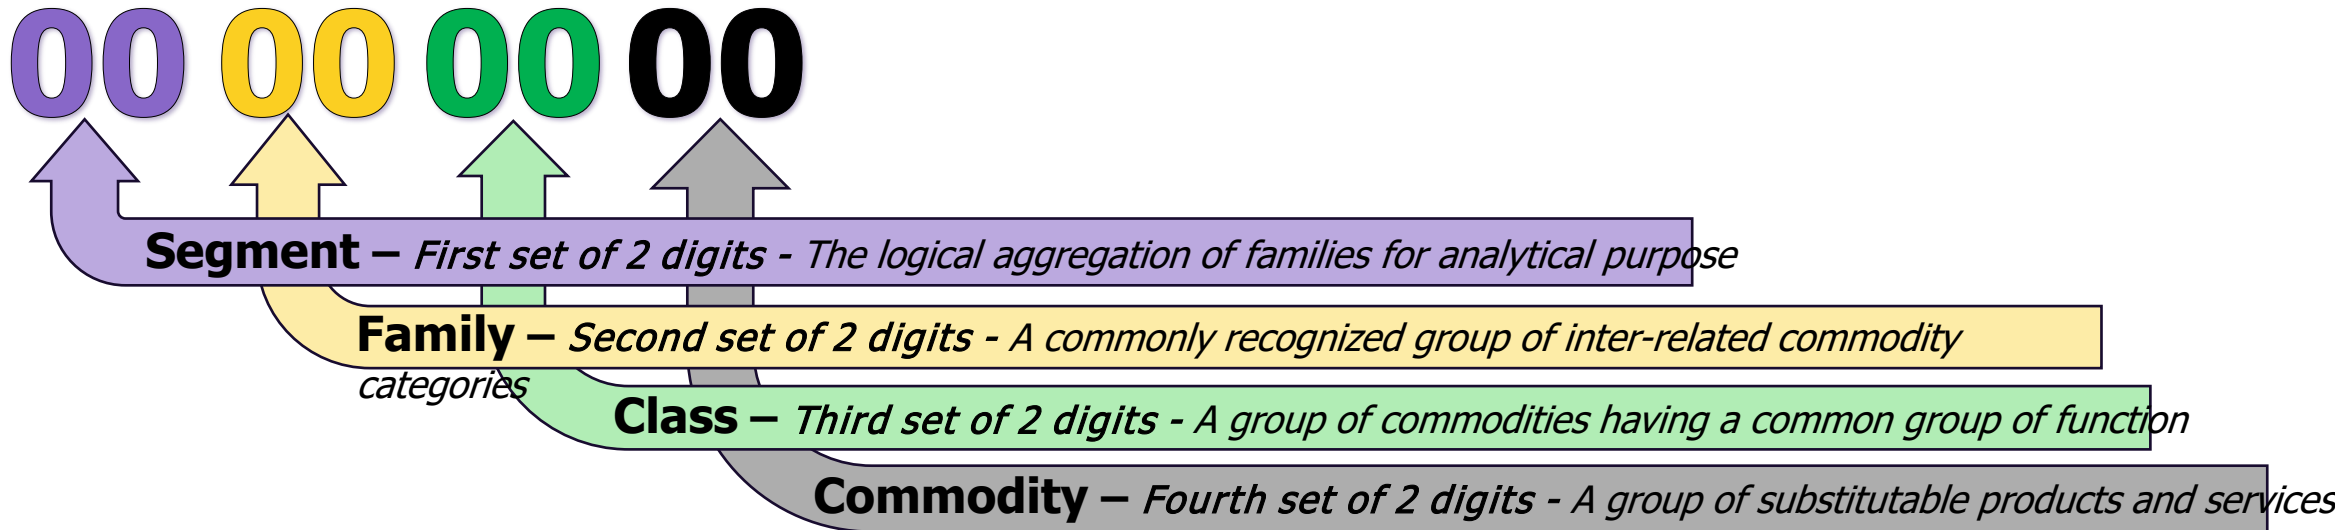 00 00 00 00
Segment – First set of 2 digits - The logical aggregation of families for analytical purpose
Family – Second set of 2 digits - A commonly recognized group of inter-related commodity
categories
Class – Third set of 2 digits - A group of commodities having a common group of function
Commodity – Fourth set of 2 digits - A group of substitutable products and services